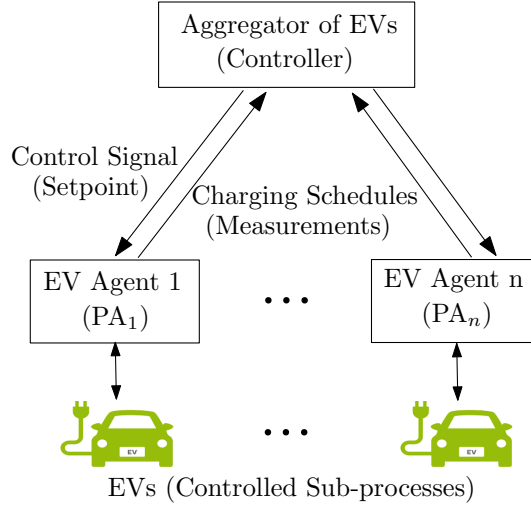 Aggregator of EVs
(Controller)
Control Signal
(Setpoint)
Charging Schedules
(Measurements)
EV Agent 1
(PA₁)
EV Agent n
(PAₙ)
EV
EV
EVs (Controlled Sub-processes)